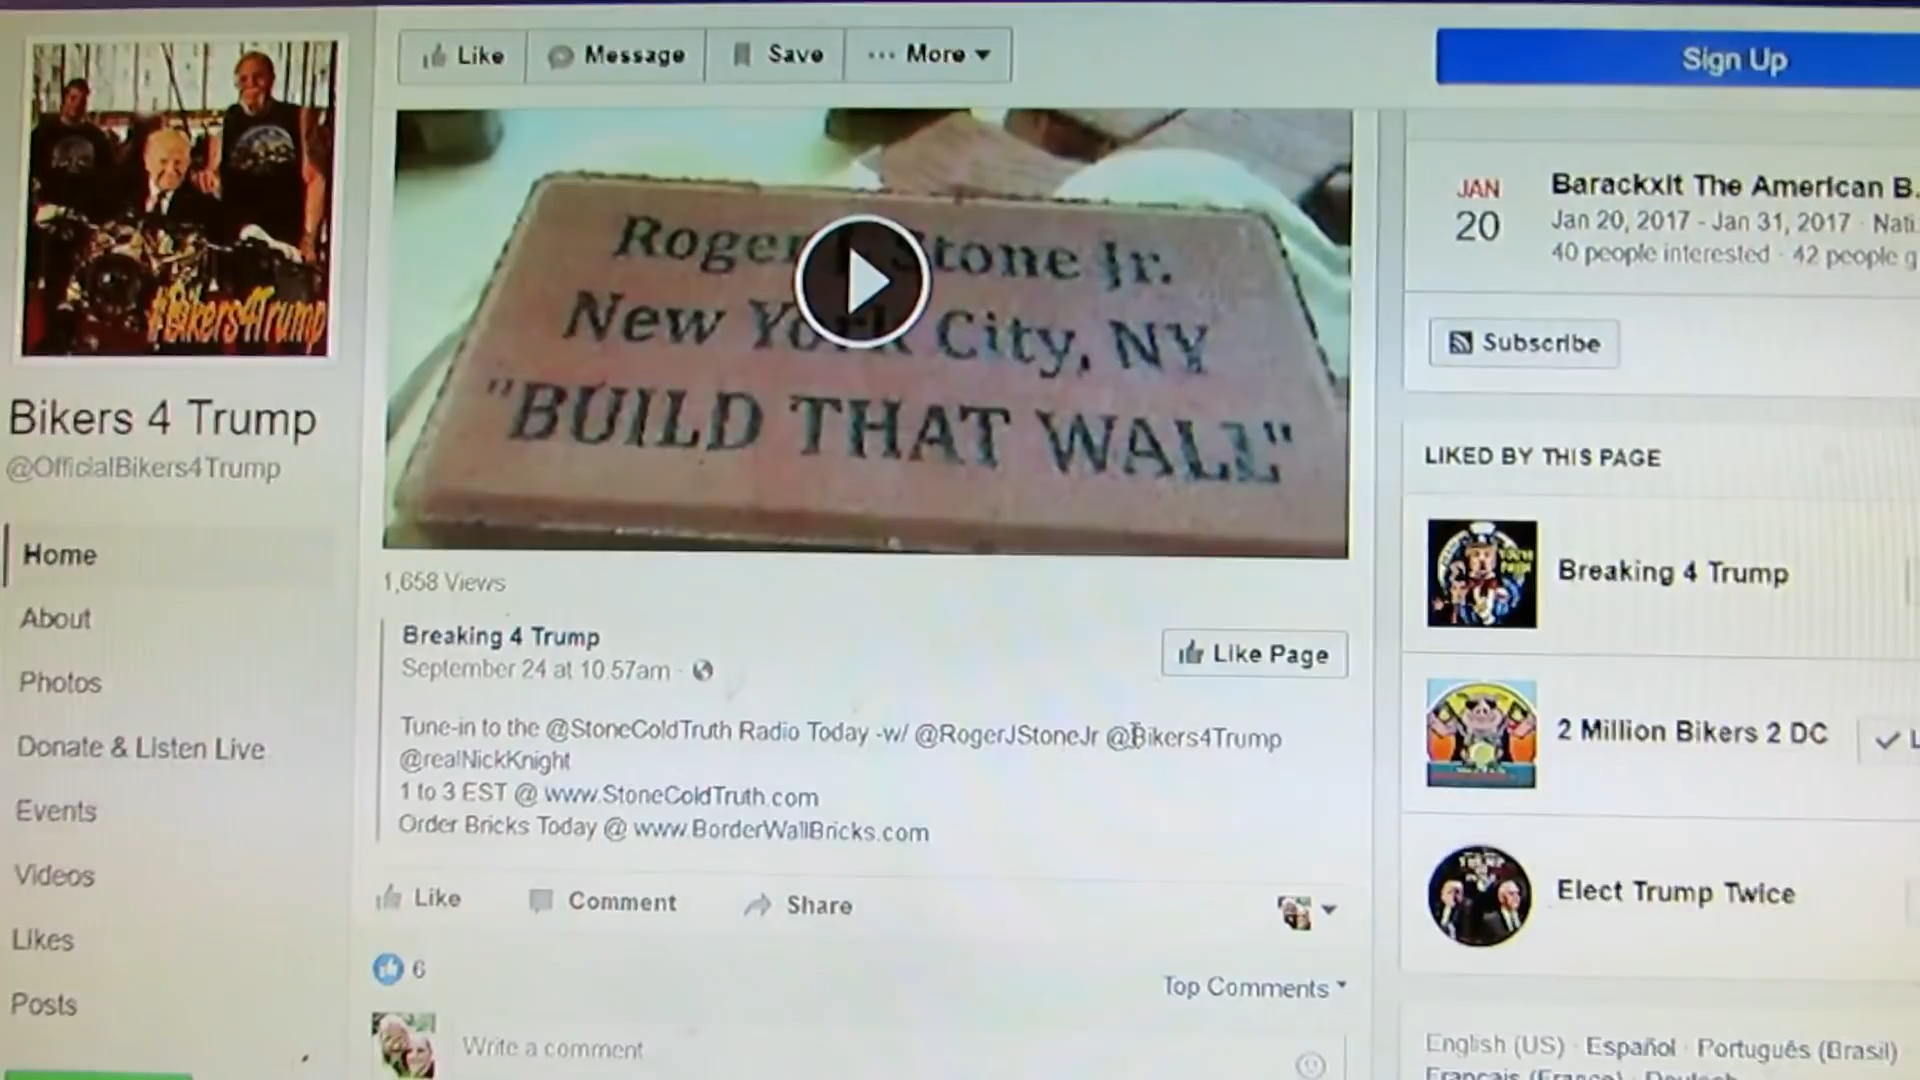 Like
Message
Save
More
Sign Up
#Bikers4Trump
Bikers 4 Trump
@OfficialBikers4Trump
Home
About
Photos
Donate & Listen Live
Events
Videos
Likes
Posts
Roger Stone Jr.
New York City, NY
"BUILD THAT WALL"
1,658 Views
Breaking 4 Trump
September 24 at 10:57am
Like Page
Tune-in to the @StoneColdTruth Radio Today -w/ @RogerJStoneJr @Bikers4Trump
@realNickKnight
1 to 3 EST @ www.StoneColdTruth.com
Order Bricks Today @ www.BorderWallBricks.com
Like
Comment
Share
6
Top Comments
Write a comment
JAN
20
Barackxit The American B
Jan 20, 2017 - Jan 31, 2017 · Nati
40 people interested · 42 people g
Subscribe
LIKED BY THIS PAGE
Breaking 4 Trump
2 Million Bikers 2 DC
Elect Trump Twice
English (US) · Español · Português (Brasil)